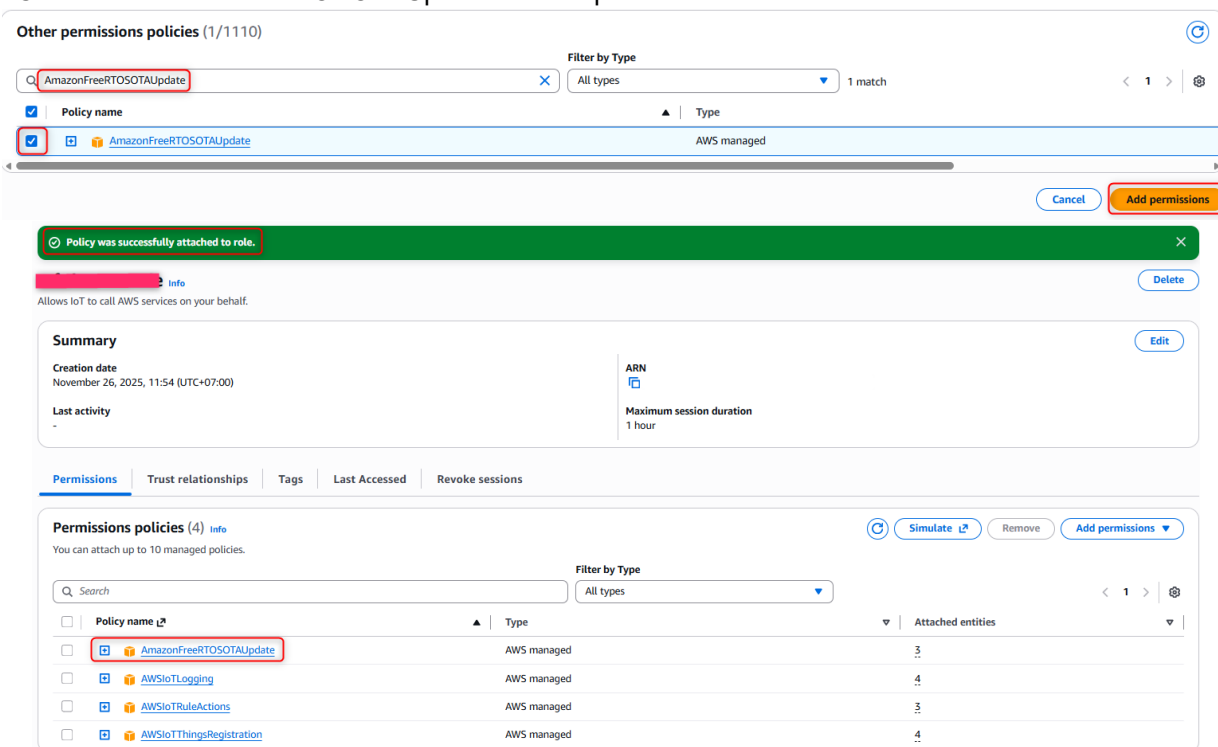 Other permissions policies (1/1110)
Filter by Type
AmazonFreeRTOSOTAUpdate
All types
1 match
1
Policy name
Type
AmazonFreeRTOSOTAUpdate
AWS managed
Cancel
Add permissions
Policy was successfully attached to role.
Info
Delete
Allows IoT to call AWS services on your behalf.
Summary
Edit
Creation date
November 26, 2025, 11:54 (UTC+07:00)
ARN
Last activity
-
Maximum session duration
1 hour
Permissions Trust relationships Tags Last Accessed Revoke sessions
Permissions policies (4) Info
Simulate
Remove
Add permissions
You can attach up to 10 managed policies.
Filter by Type
Search
All types
1
Policy name Type Attached entities
AmazonFreeRTOSOTAUpdate AWS managed 3
AWSIoTLogging AWS managed 4
AWSIoTRuleActions AWS managed 3
AWSIoTThingsRegistration AWS managed 4